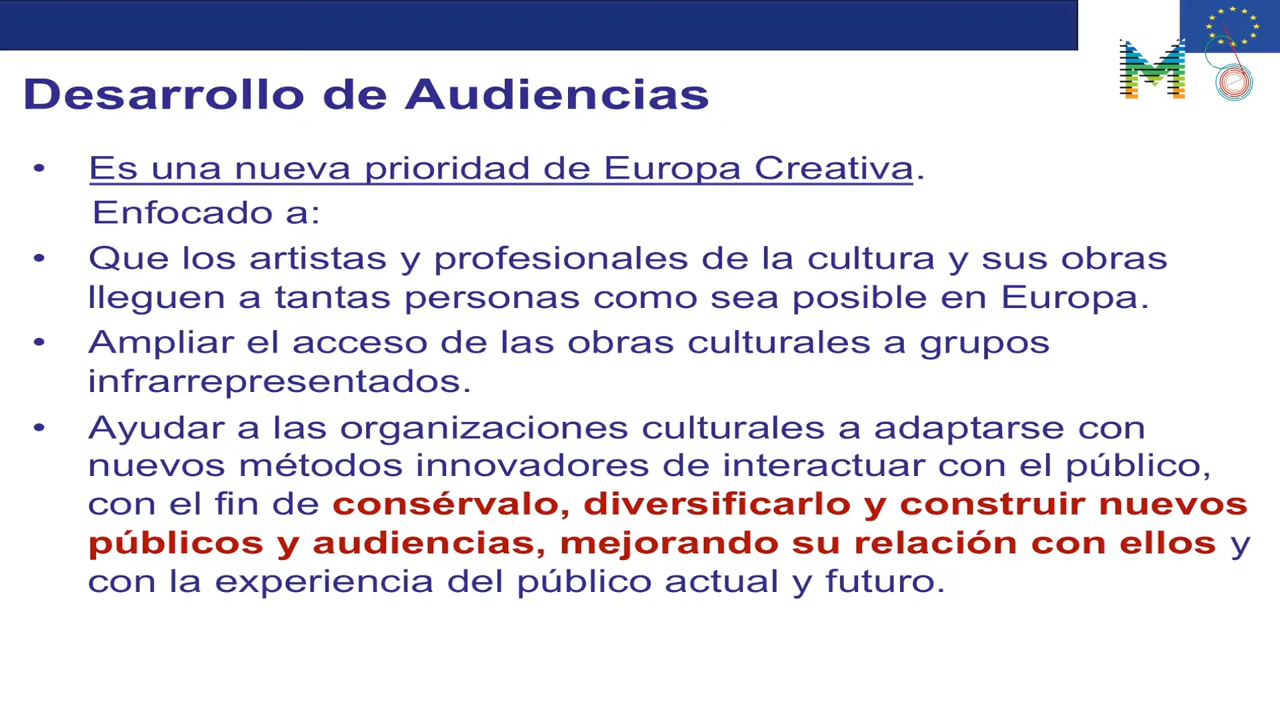 Desarrollo de Audiencias
• Es una nueva prioridad de Europa Creativa.
Enfocado a:
• Que los artistas y profesionales de la cultura y sus obras
lleguen a tantas personas como sea posible en Europa.
• Ampliar el acceso de las obras culturales a grupos
infrarrepresentados.
• Ayudar a las organizaciones culturales a adaptarse con
nuevos métodos innovadores de interactuar con el público,
con el fin de consérvalo, diversificarlo y construir nuevos
públicos y audiencias, mejorando su relación con ellos y
con la experiencia del público actual y futuro.